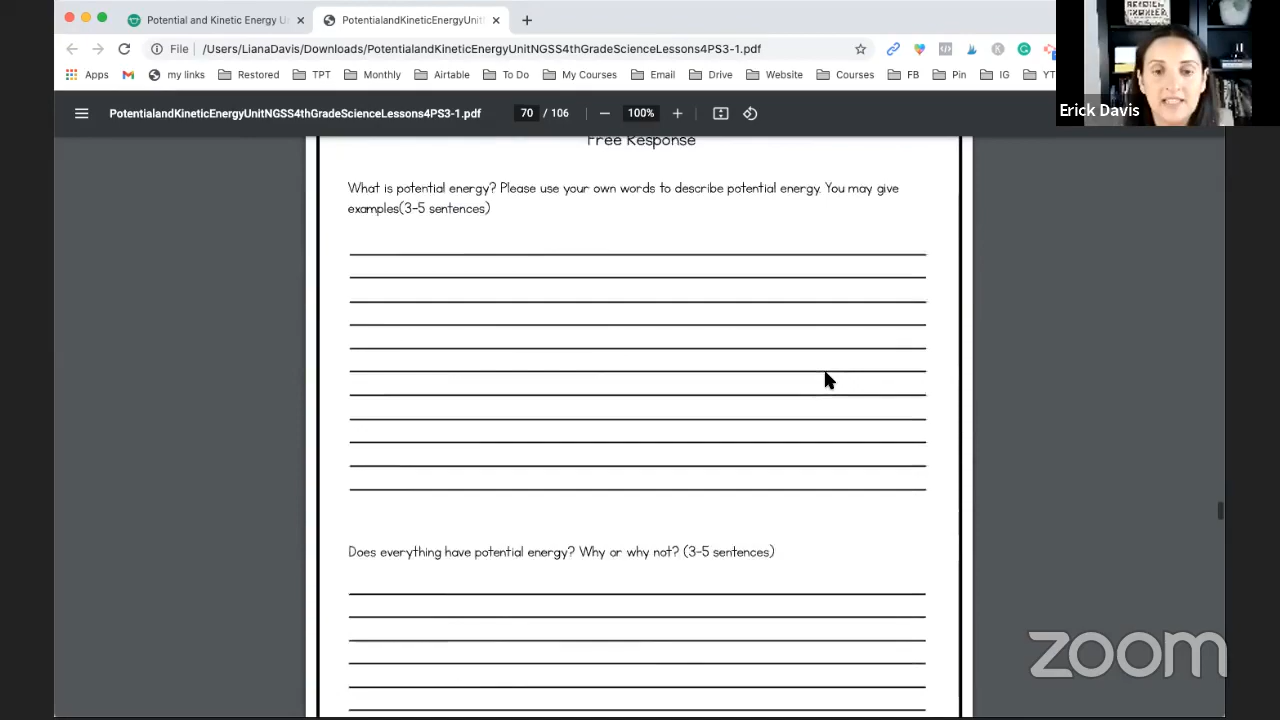 Potential and Kinetic Energy U
PotentialandKineticEnergyUnit
File
/Users/LianaDavis/Downloads/PotentialandKineticEnergyUnitNGSS4thGradeScienceLessons4PS3-1.pdf
Apps
my links
Restored
TPT
Monthly
Airtable
To Do
My Courses
Email
Drive
Website
Courses
FB
Pin
IG
YT
Erick Davis
PotentialandKineticEnergyUnitNGSS4thGradeScienceLessons4PS3-1.pdf
70 / 106
100%
Free Response
What is potential energy? Please use your own words to describe potential energy. You may give
examples(3-5 sentences)
Does everything have potential energy? Why or why not? (3-5 sentences)
zoom